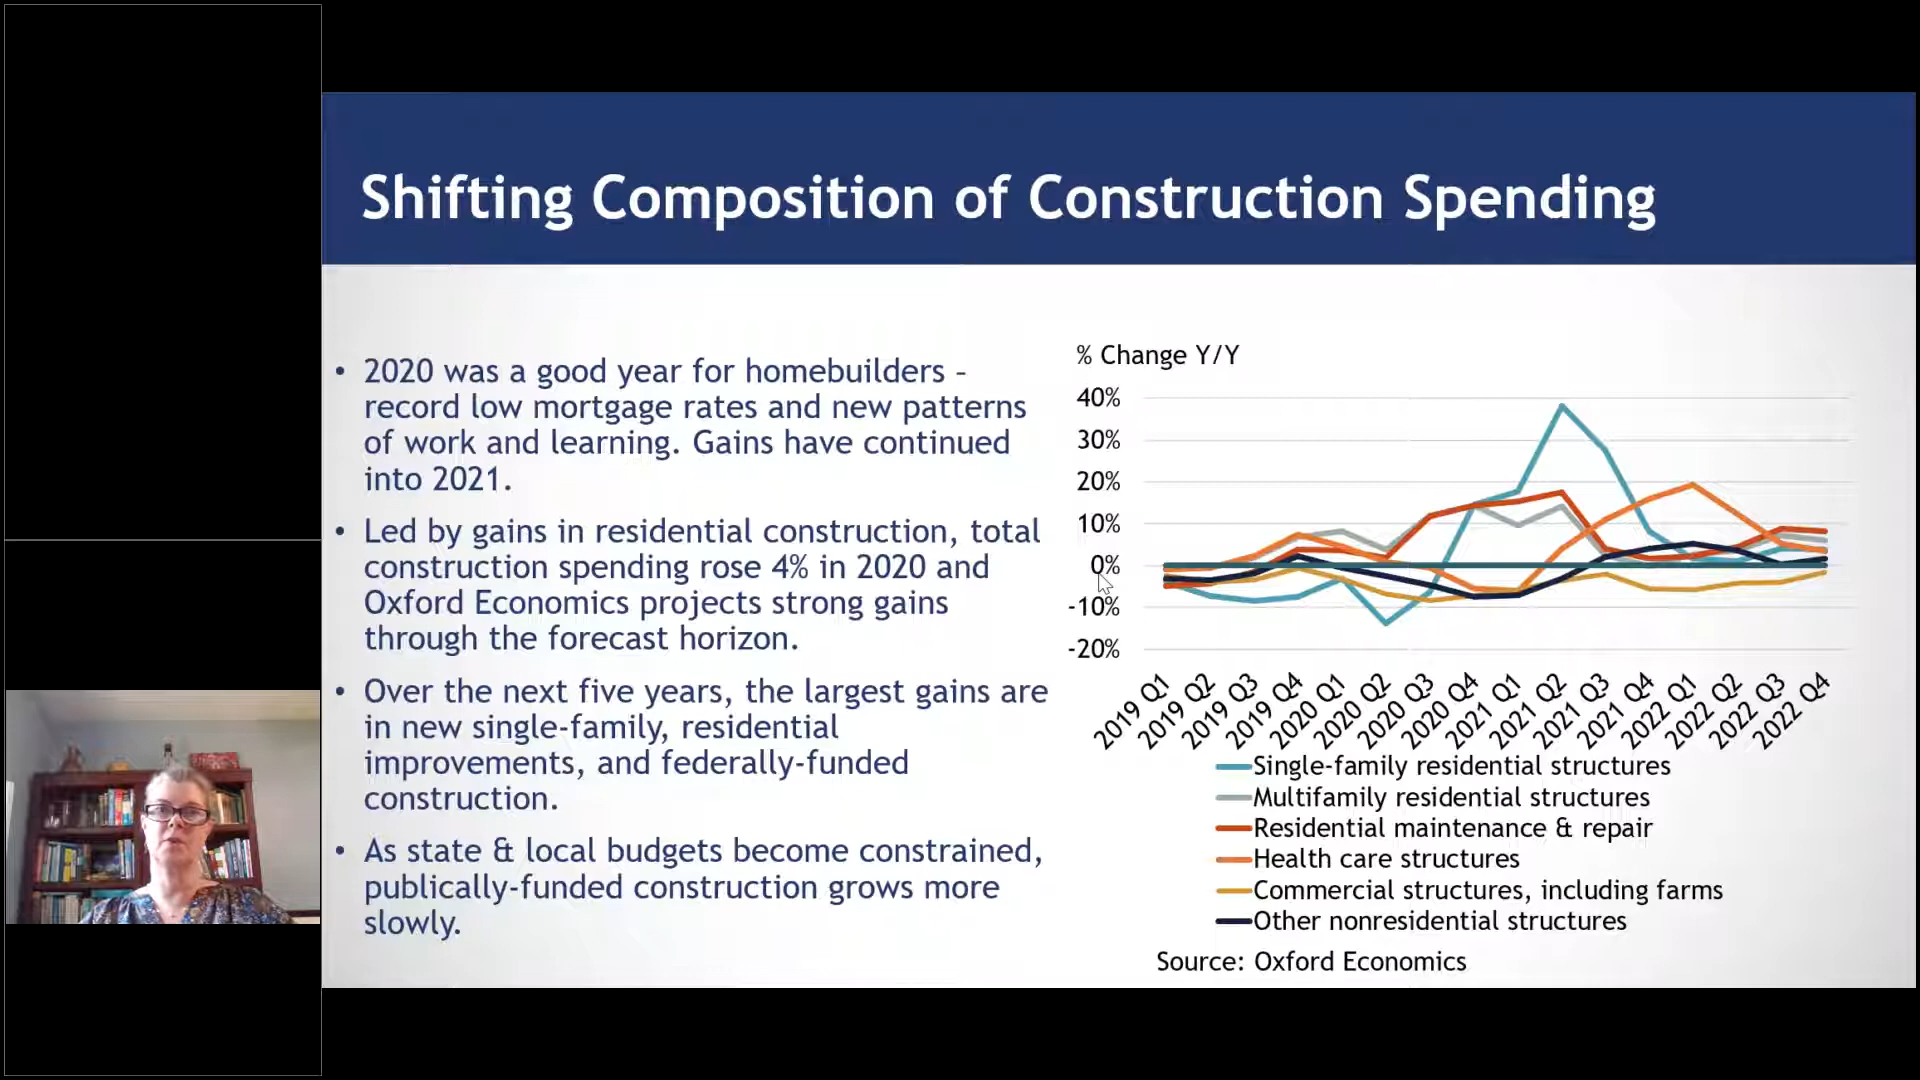 Shifting Composition of Construction Spending
• 2020 was a good year for homebuilders –
record low mortgage rates and new patterns
of work and learning. Gains have continued
into 2021.
• Led by gains in residential construction, total
construction spending rose 4% in 2020 and
Oxford Economics projects strong gains
through the forecast horizon.
• Over the next five years, the largest gains are
in new single-family, residential
improvements, and federally-funded
construction.
• As state & local budgets become constrained,
publically-funded construction grows more
slowly.
% Change Y/Y
40%
30%
20%
10%
0%
-10%
-20%
2019 Q1
2019 Q2
2019 Q3
2019 Q4
2020 Q1
2020 Q2
2020 Q3
2020 Q4
2021 Q1
2021 Q2
2021 Q3
2021 Q4
2022 Q1
2022 Q2
2022 Q3
2022 Q4
Single-family residential structures
Multifamily residential structures
Residential maintenance & repair
Health care structures
Commercial structures, including farms
Other nonresidential structures
Source: Oxford Economics